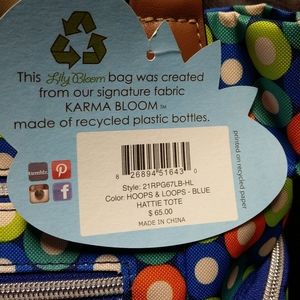 This Lily Bloom bag was created
from our signature fabric
KARMA BLOOM™
made of recycled plastic bottles.
printed on recycled paper
tumblr.
8 26894 51643 0
Style: 21RPG67LB-HL
Color: HOOPS & LOOPS - BLUE
HATTIE TOTE
$ 65.00
MADE IN CHINA